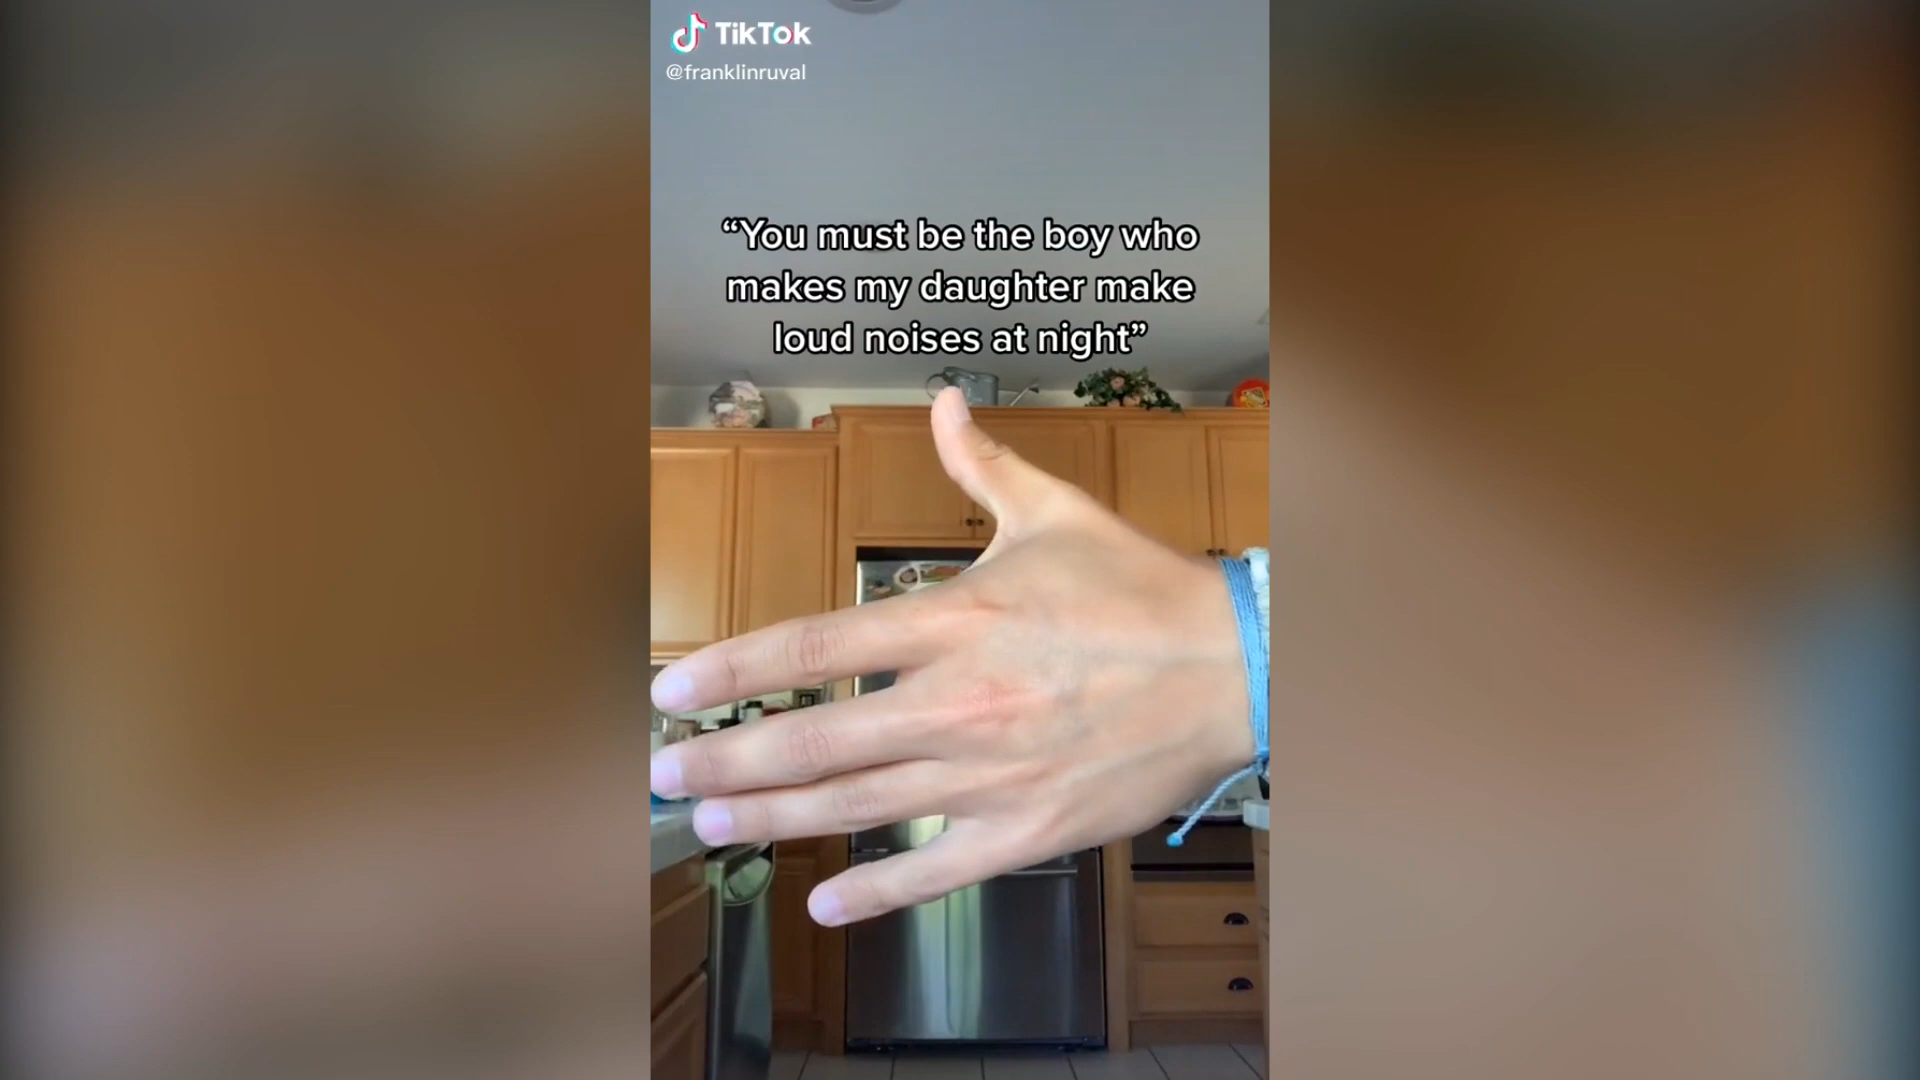 TikTok
@franklinruval
“You must be the boy who
makes my daughter make
loud noises at night”